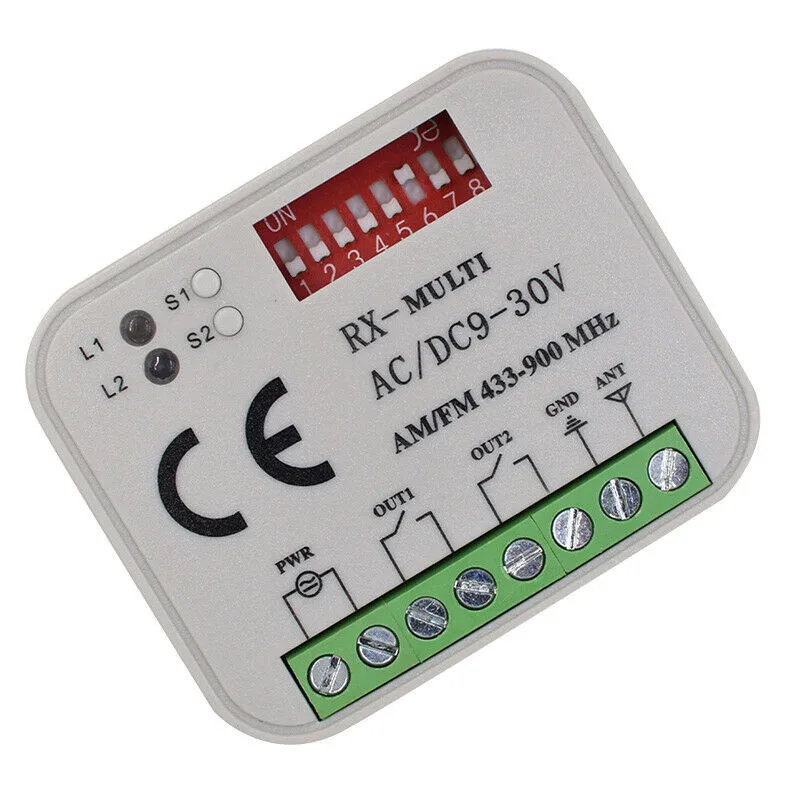 ON
1 2 3 4 5 6 7 8
S1
L1
S2
L2
RX-MULTI
AC/DC9-30V
AM/FM 433-900 MHz
CE
PWR
OUT1
OUT2
GND
ANT